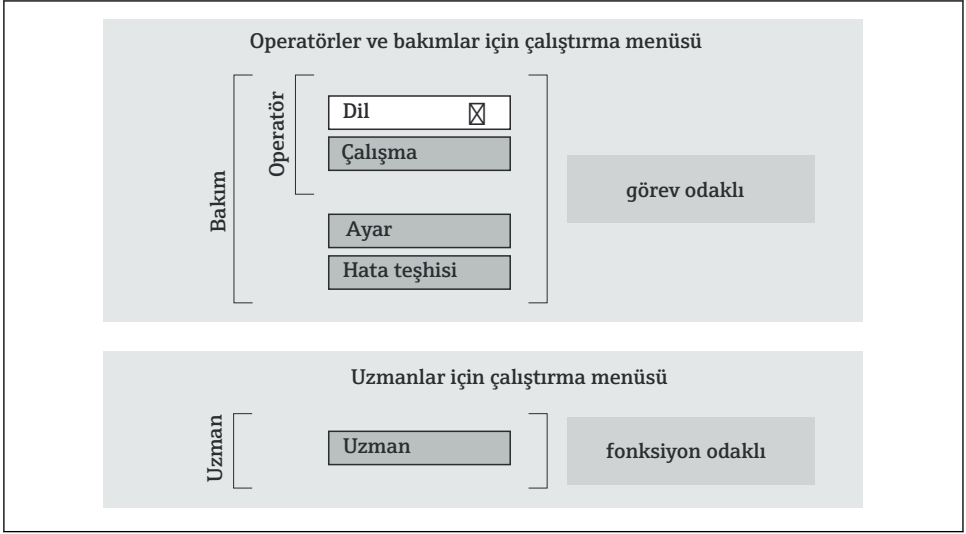 Operatörler ve bakımlar için çalıştırma menüsü
Bakım
Operatör
Dil
Çalışma
Ayar
Hata teşhisi
görev odaklı
Uzmanlar için çalıştırma menüsü
Uzman
Uzman
fonksiyon odaklı